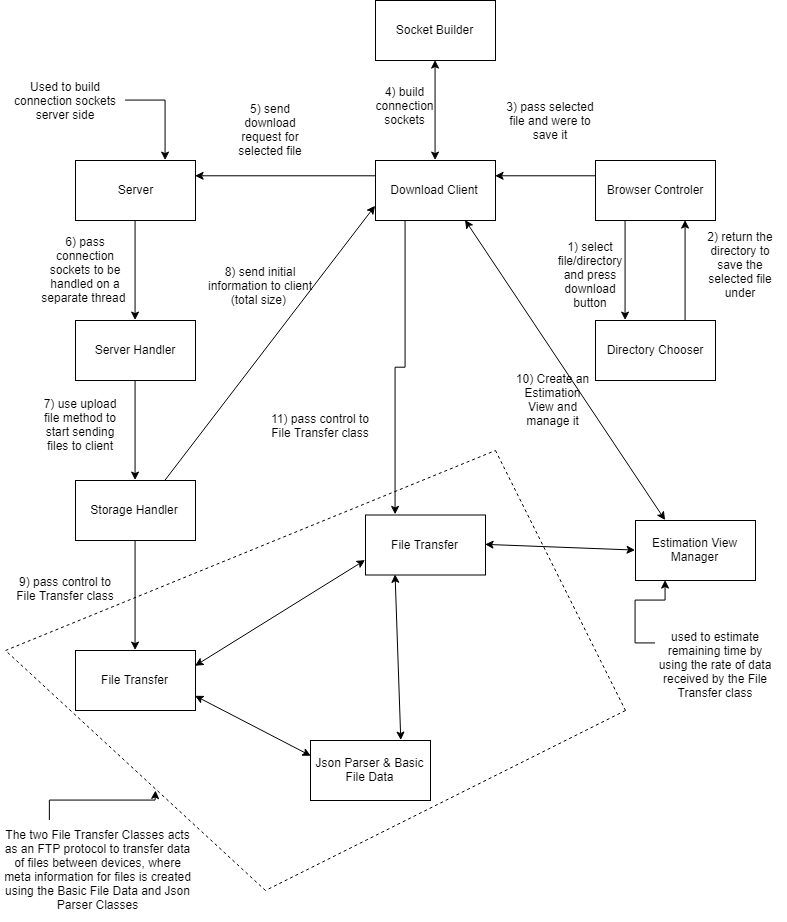 Socket Builder
Used to build
connection sockets
server side
4) build
connection
sockets
5) send
download
request for
selected file
3) pass selected
file and were to
save it
Server
Download Client
Browser Controler
6) pass
connection
sockets to be
handled on a
separate thread
8) send initial
information to client
(total size)
1) select
file/directory
and press
download
button
2) return the
directory to
save the
selected file
under
Server Handler
Directory Chooser
7) use upload
file method to
start sending
files to client
11) pass control to
File Transfer class
10) Create an
Estimation
View and
manage it
Storage Handler
File Transfer
Estimation View
Manager
9) pass control to
File Transfer class
used to estimate
remaining time by
using the rate of data
received by the File
Transfer class
File Transfer
Json Parser & Basic
File Data
The two File Transfer Classes acts
as an FTP protocol to transfer data
of files between devices, where
meta information for files is created
using the Basic File Data and Json
Parser Classes